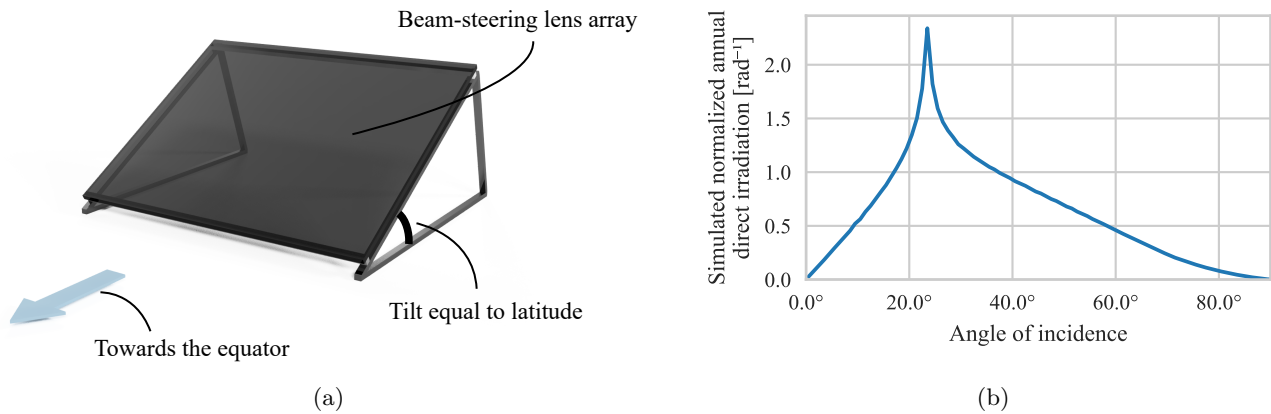 Beam-steering lens array
Tilt equal to latitude
Towards the equator
(a)
Simulated normalized annual
direct irradiation [rad⁻¹]
2.0
1.5
1.0
0.5
0.0
0.0° 20.0° 40.0° 60.0° 80.0°
Angle of incidence
(b)